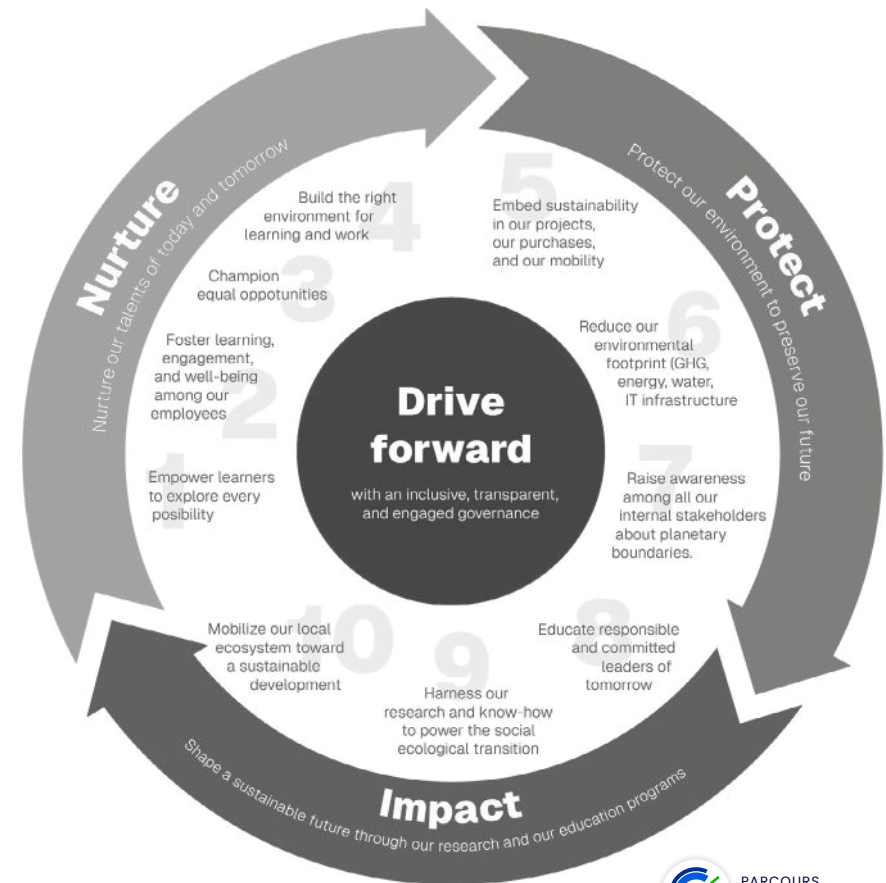 Nurture
Nurture our talents of today and tomorrow
Protect
Protect our environment to preserve our future
Impact
Shape a sustainable future through our research and our education programs
Drive
forward
with an inclusive, transparent,
and engaged governance
1
Empower learners
to explore every
posibility
2
Foster learning,
engagement,
and well-being
among our
employees
3
Champion
equal oppotunities
4
Build the right
environment for
learning and work
5
Embed sustainability
in our projects,
our purchases,
and our mobility
6
Reduce our
environmental
footprint (GHG,
energy, water,
IT infrastructure
7
Raise awareness
among all our
internal stakeholders
about planetary
boundaries.
8
Educate responsible
and committed
leaders of
tomorrow
9
Harness our
research and know-how
to power the social
ecological transition
10
Mobilize our local
ecosystem toward
a sustainable
development
PARCOURS